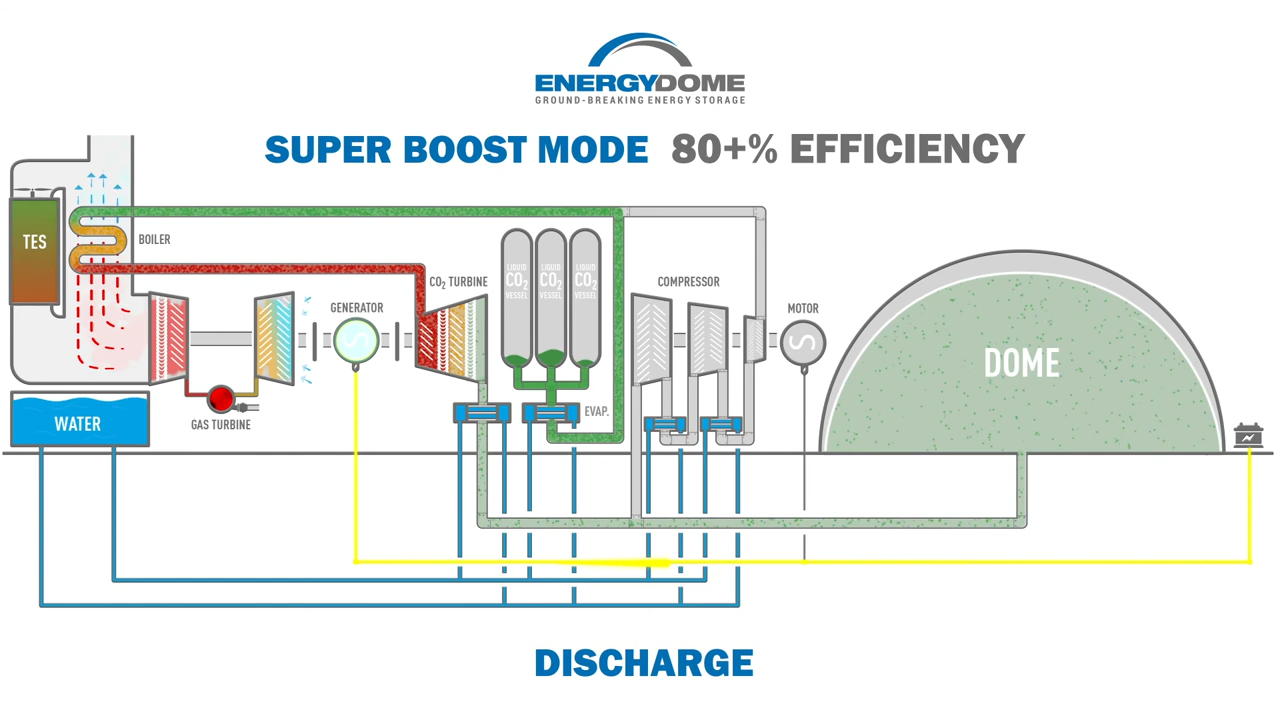 ENERGYDOME
GROUND-BREAKING ENERGY STORAGE
SUPER BOOST MODE 80+% EFFICIENCY
TES
BOILER
CO₂ TURBINE
LIQUID CO₂ VESSEL
LIQUID CO₂ VESSEL
LIQUID CO₂ VESSEL
COMPRESSOR
GENERATOR
MOTOR
DOME
EVAP.
WATER
GAS TURBINE
DISCHARGE